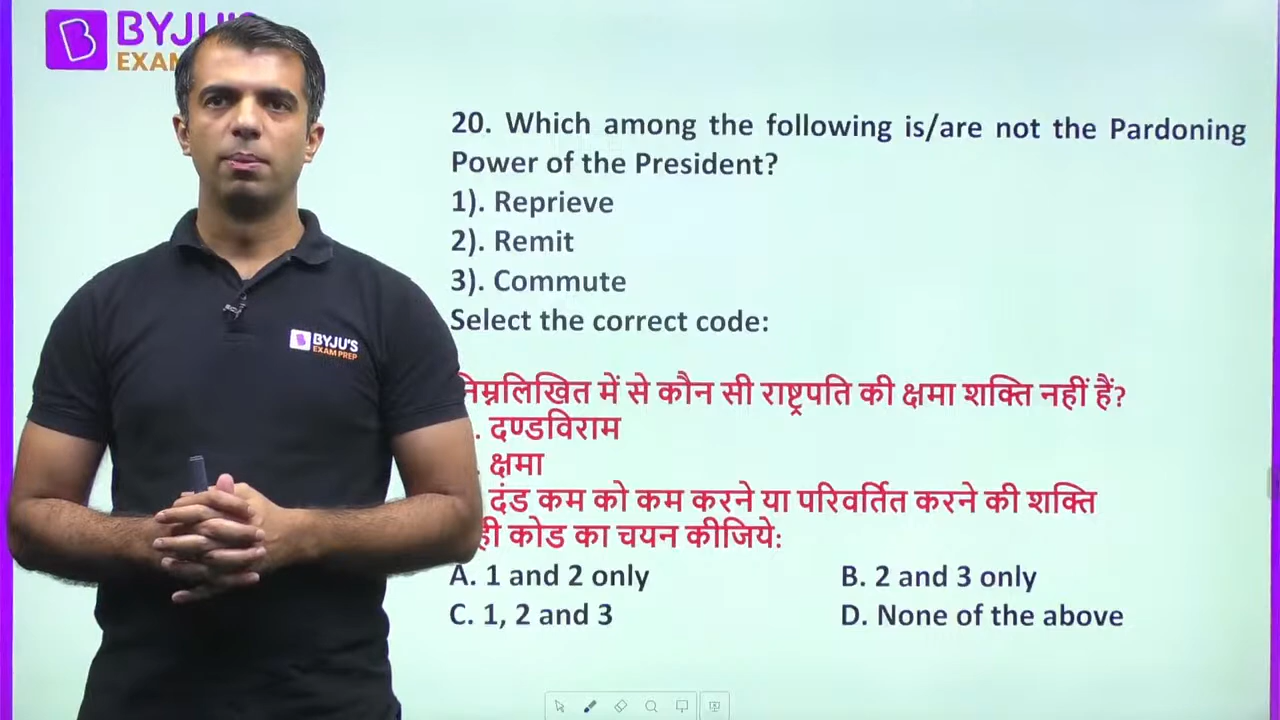 BYJU'S
EXAM
20. Which among the following is/are not the Pardoning
Power of the President?
1). Reprieve
2). Remit
3). Commute
Select the correct code:
BYJU'S
EXAM PREP
में से कौन सी राष्ट्रपति की क्षमा शक्ति नहीं हैं?
. दण्डविराम
. क्षमा
दंड कम को कम करने या परिवर्तित करने की शक्ति
कोड का चयन कीजिये:
A. 1 and 2 only
B. 2 and 3 only
C. 1, 2 and 3
D. None of the above